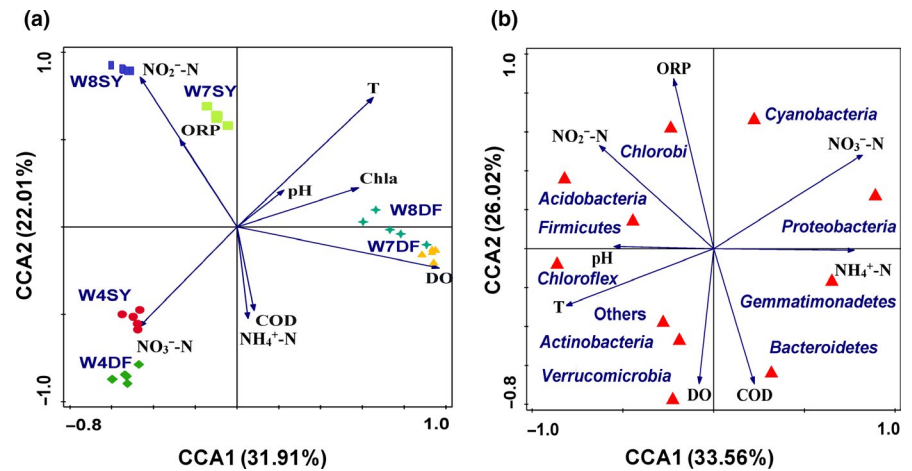 (a)
1.0
NO₂⁻-N
W8SY
W7SY
ORP
T
pH
Chla
W8DF
W7DF
DO
W4SY
COD
NO₃⁻-N
NH₄⁺-N
W4DF
−1.0
−0.8
1.0
CCA2 (22.01%)
CCA1 (31.91%)
(b)
1.0
ORP
Cyanobacteria
NO₂⁻-N
Chlorobi
NO₃⁻-N
Acidobacteria
Firmicutes
Proteobacteria
pH
NH₄⁺-N
Chloroflex
T
Gemmatimonadetes
Others
Actinobacteria
Bacteroidetes
Verrucomicrobia
DO
COD
−0.8
−1.0
1.0
CCA2 (26.02%)
CCA1 (33.56%)